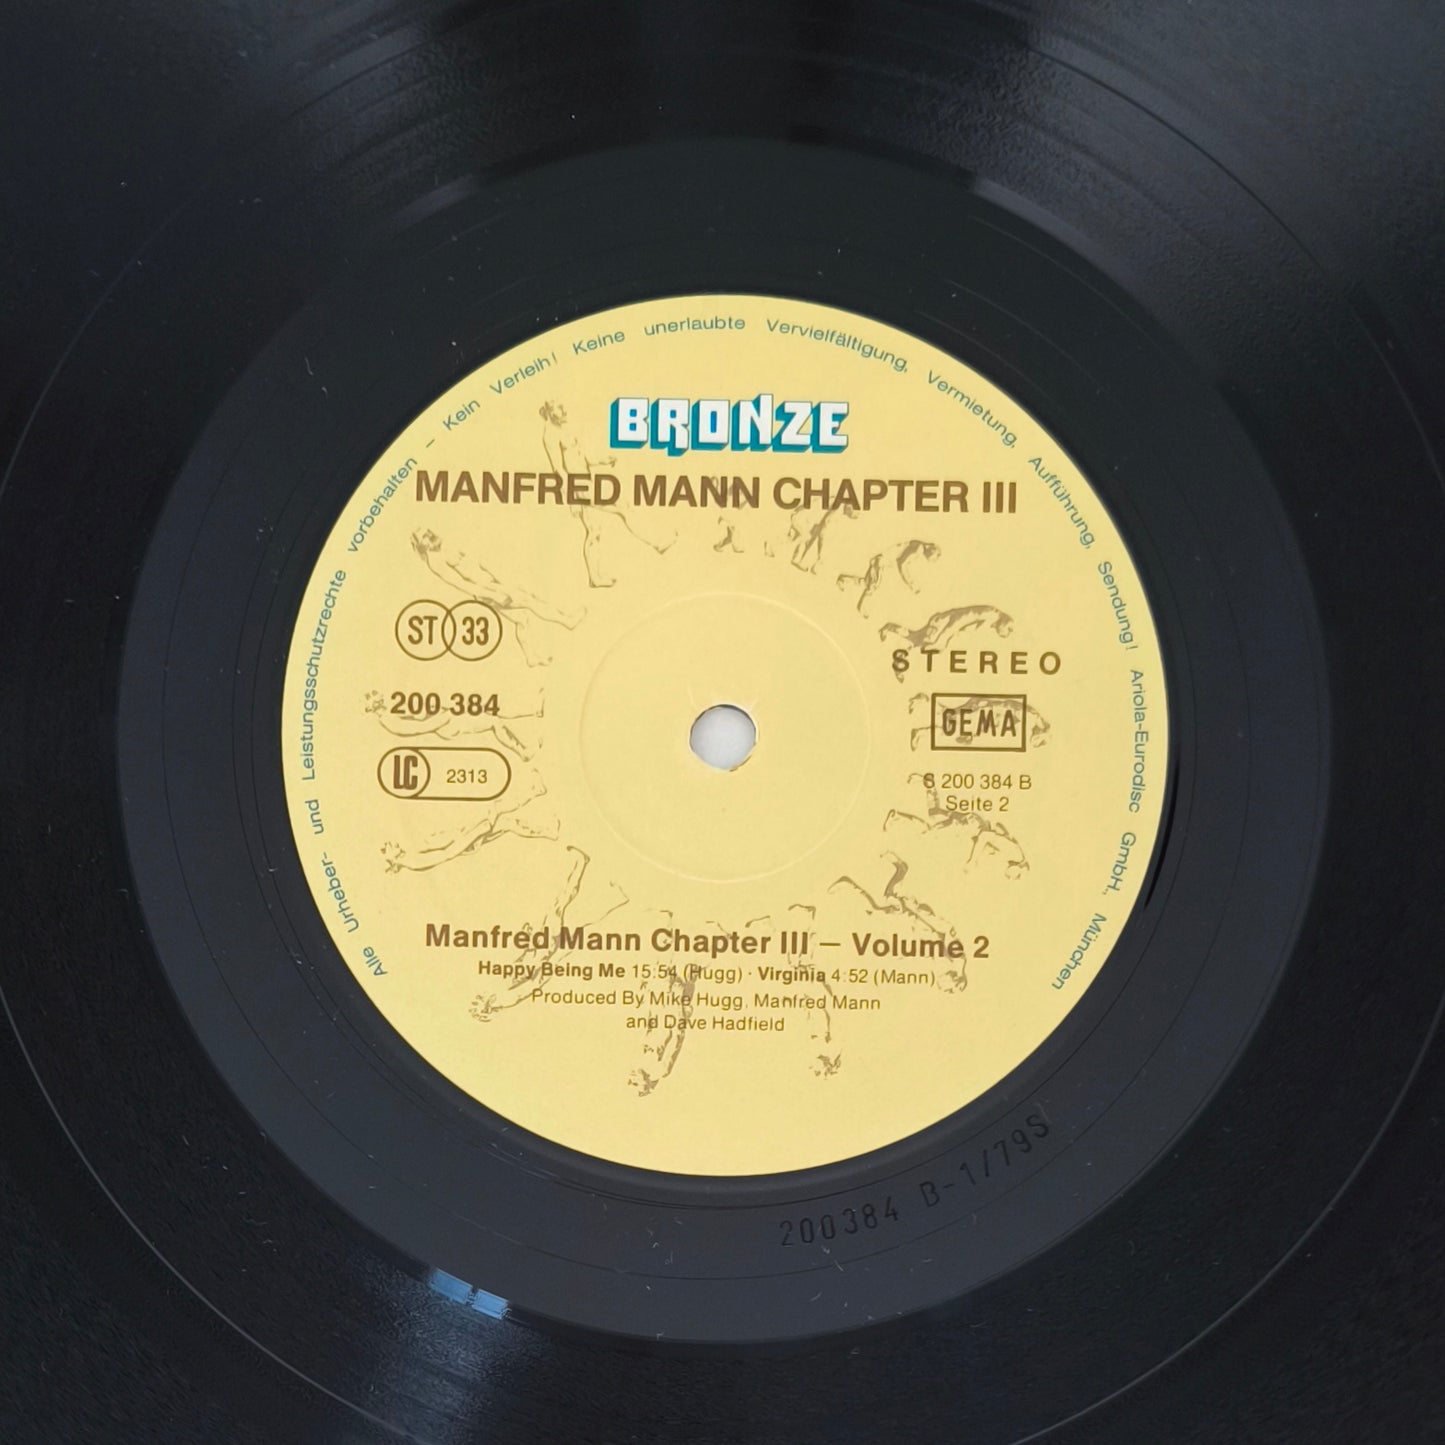 Alle Urheber- und Leistungsschutzrechte vorbehalten – Kein Verleih! Keine unerlaubte Vervielfältigung, Vermietung, Aufführung, Sendung! Ariola-Eurodisc GmbH., München
BRONZE
MANFRED MANN CHAPTER III
ST 33
200 384
LC 2313
STEREO
GEMA
S 200 384 B
Seite 2
Manfred Mann Chapter III – Volume 2
Happy Being Me 15:54 (Hugg) · Virginia 4:52 (Mann)
Produced By Mike Hugg, Manfred Mann
and Dave Hadfield
200384 B-1/79S